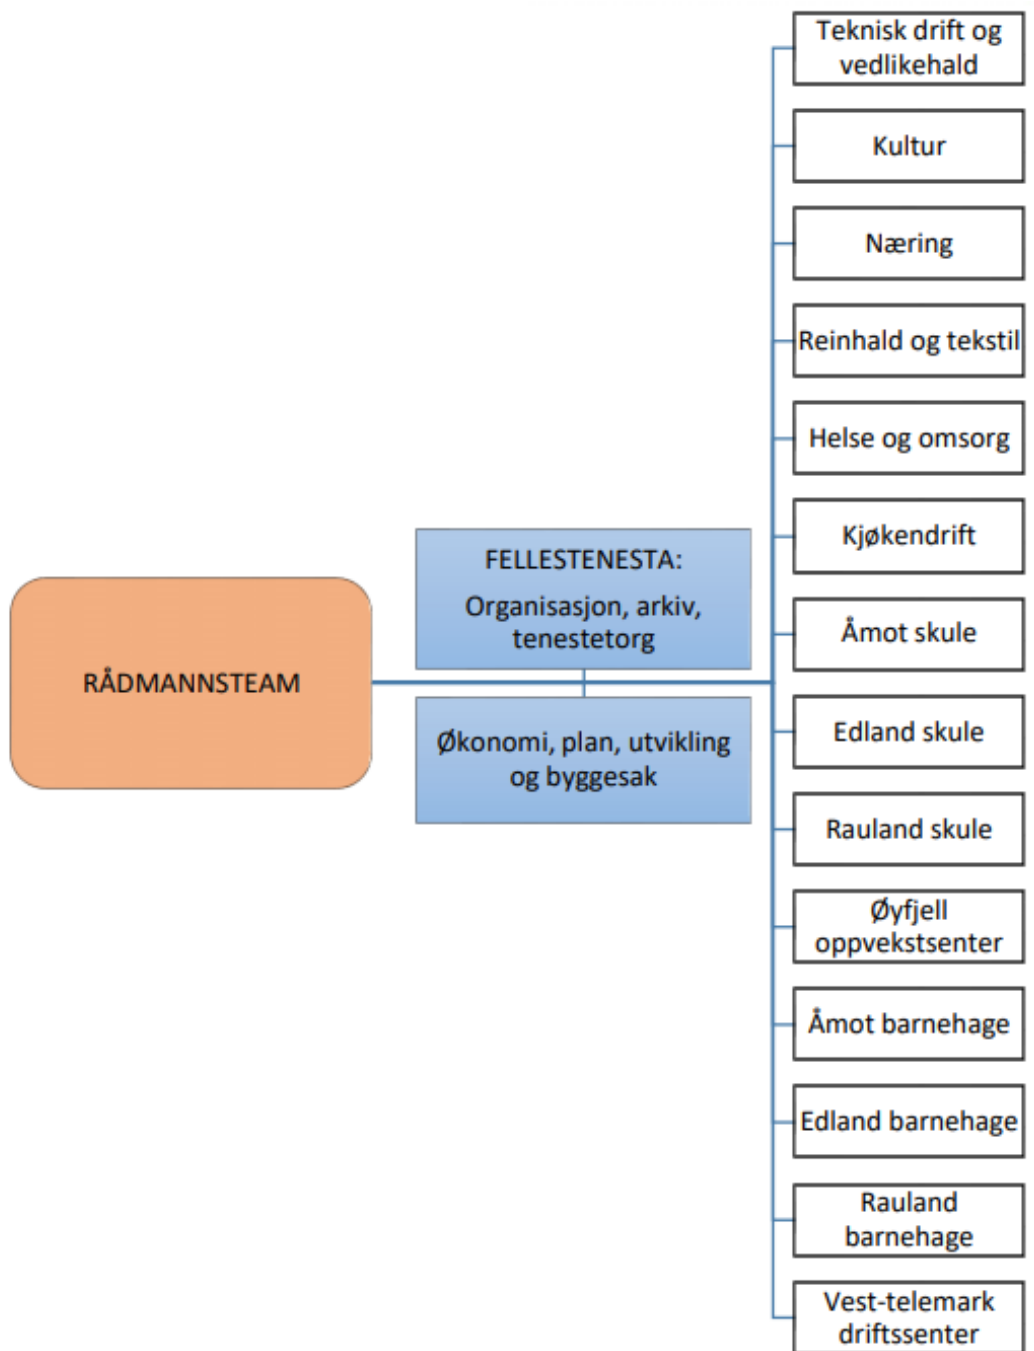 RÅDMANNSTEAM
FELLESTENESTA:
Organisasjon, arkiv,
tenestetorg
Økonomi, plan, utvikling
og byggesak
Teknisk drift og
vedlikehald
Kultur
Næring
Reinhald og tekstil
Helse og omsorg
Kjøkendrift
Åmot skule
Edland skule
Rauland skule
Øyfjell
oppvekstsenter
Åmot barnehage
Edland barnehage
Rauland
barnehage
Vest-telemark
driftssenter